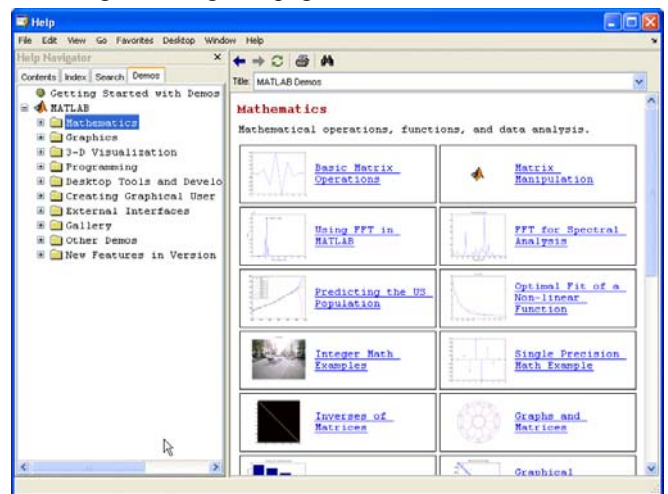 Help
File Edit View Go Favorites Desktop Window Help
Help Navigator
Contents Index Search Demos
Getting Started with Demos
MATLAB
Mathematics
Graphics
3-D Visualization
Programming
Desktop Tools and Develo
Creating Graphical User
External Interfaces
Gallery
Other Demos
New Features in Version
Title: MATLAB Demos
Mathematics
Mathematical operations, functions, and data analysis.
Basic Matrix
Operations
Matrix
Manipulation
Using FFT in
MATLAB
FFT for Spectral
Analysis
Predicting the US
Population
Optimal Fit of a
Non-linear
Function
Integer Math
Examples
Single Precision
Math Example
Inverses of
Matrices
Graphs and
Matrices
Graphical